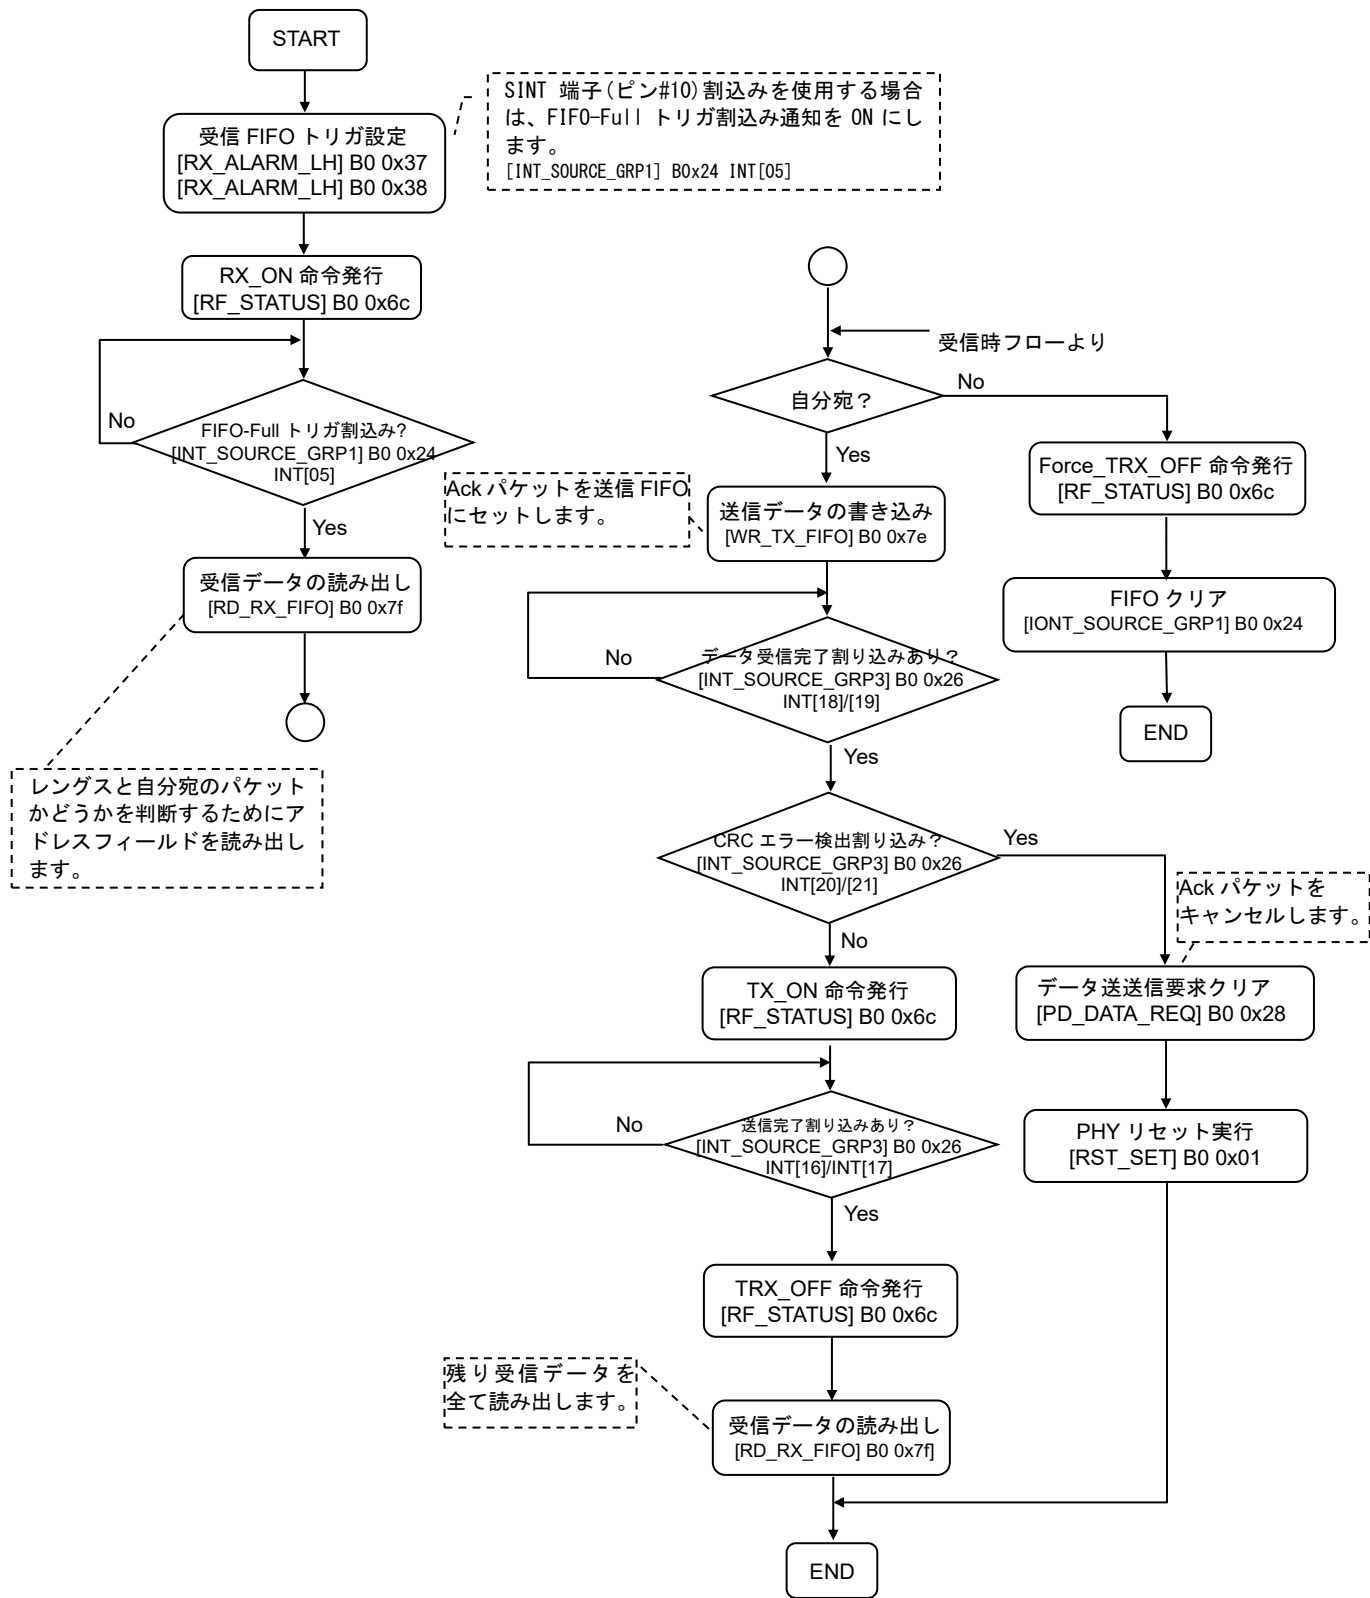 START
受信 FIFO トリガ設定
[RX_ALARM_LH] B0 0x37
[RX_ALARM_LH] B0 0x38
SINT 端子(ピン#10)割込みを使用する場合
は、FIFO-Full トリガ割込み通知を ON にし
ます。
[INT_SOURCE_GRP1] B0x24 INT[05]
RX_ON 命令発行
[RF_STATUS] B0 0x6c
No
FIFO-Full トリガ割込み?
[INT_SOURCE_GRP1] B0 0x24
INT[05]
Yes
受信データの読み出し
[RD_RX_FIFO] B0 0x7f
レングスと自分宛のパケット
かどうかを判断するためにア
ドレスフィールドを読み出し
ます。
受信時フローより
自分宛？
No
Yes
Force_TRX_OFF 命令発行
[RF_STATUS] B0 0x6c
FIFO クリア
[IONT_SOURCE_GRP1] B0 0x24
END
Ack パケットを送信 FIFO
にセットします。
送信データの書き込み
[WR_TX_FIFO] B0 0x7e
No
データ受信完了割り込みあり？
[INT_SOURCE_GRP3] B0 0x26
INT[18]/[19]
Yes
CRC エラー検出割り込み？
[INT_SOURCE_GRP3] B0 0x26
INT[20]/[21]
Yes
No
Ack パケットを
キャンセルします。
データ送送信要求クリア
[PD_DATA_REQ] B0 0x28
PHY リセット実行
[RST_SET] B0 0x01
TX_ON 命令発行
[RF_STATUS] B0 0x6c
No
送信完了割り込みあり？
[INT_SOURCE_GRP3] B0 0x26
INT[16]/INT[17]
Yes
TRX_OFF 命令発行
[RF_STATUS] B0 0x6c
残り受信データを
全て読み出します。
受信データの読み出し
[RD_RX_FIFO] B0 0x7f]
END